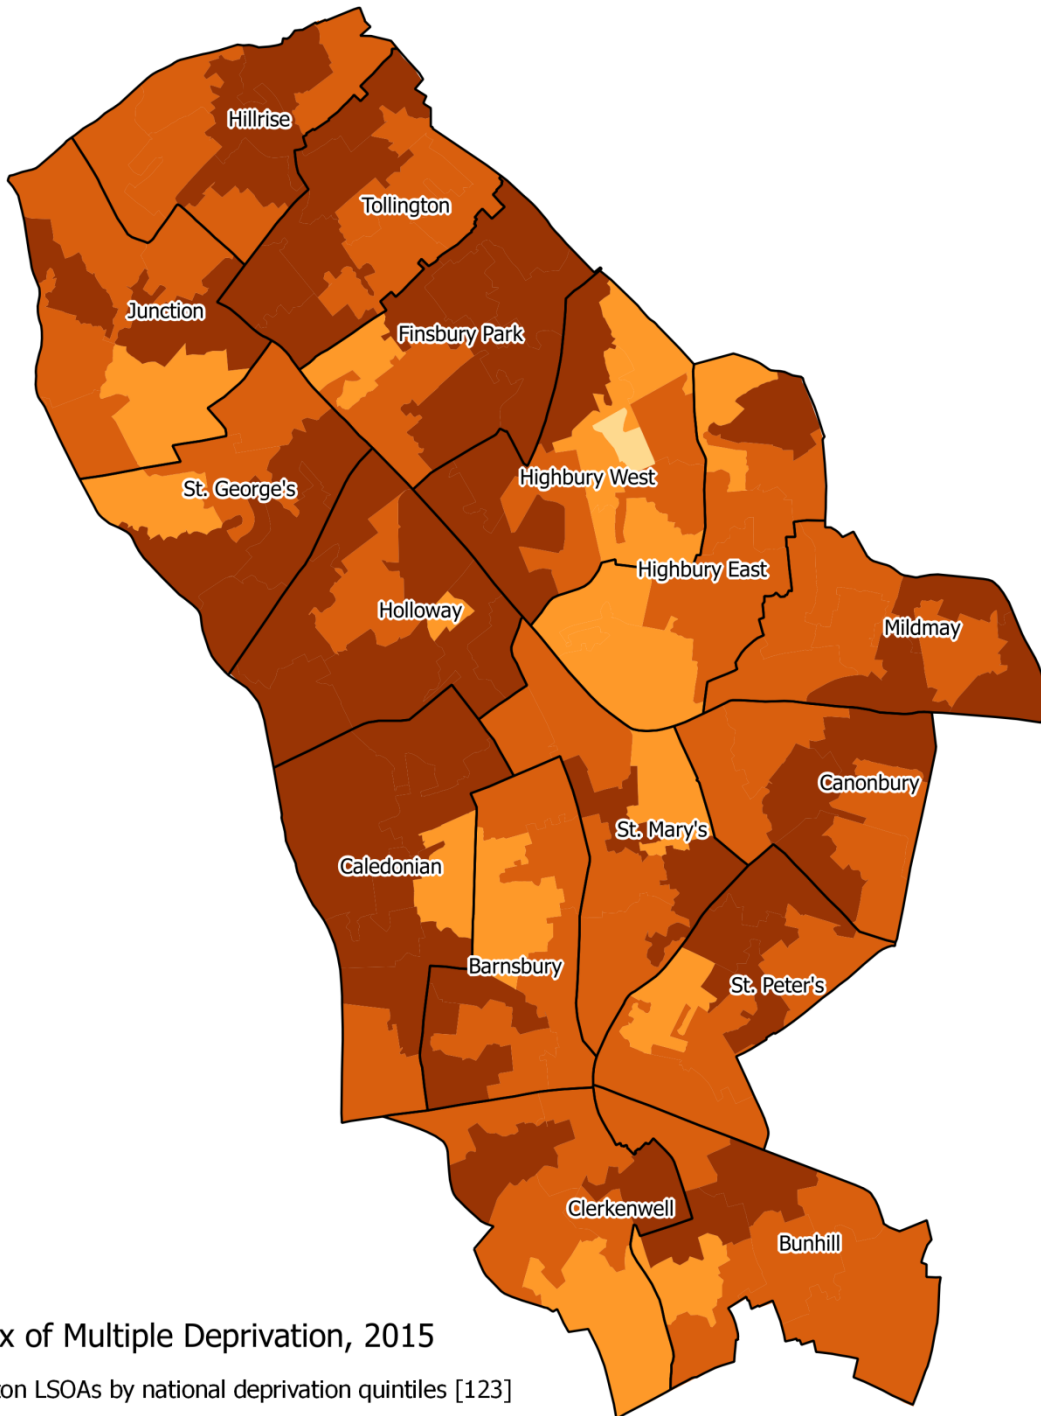 Hillrise
Tollington
Junction
Finsbury Park
St. George's
Highbury West
Highbury East
Holloway
Mildmay
Canonbury
St. Mary's
Caledonian
Barnsbury
St. Peter's
Clerkenwell
Bunhill
x of Multiple Deprivation, 2015
on LSOAs by national deprivation quintiles [123]